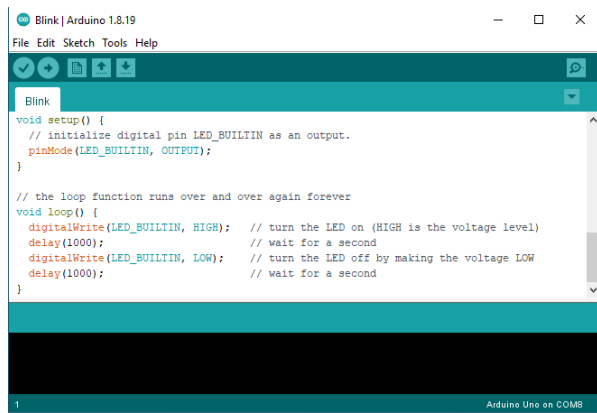 Blink | Arduino 1.8.19
File Edit Sketch Tools Help
Blink
void setup() {
  // initialize digital pin LED_BUILTIN as an output.
  pinMode(LED_BUILTIN, OUTPUT);
}

// the loop function runs over and over again forever
void loop() {
  digitalWrite(LED_BUILTIN, HIGH);   // turn the LED on (HIGH is the voltage level)
  delay(1000);                       // wait for a second
  digitalWrite(LED_BUILTIN, LOW);    // turn the LED off by making the voltage LOW
  delay(1000);                       // wait for a second
}
1 Arduino Uno on COM8